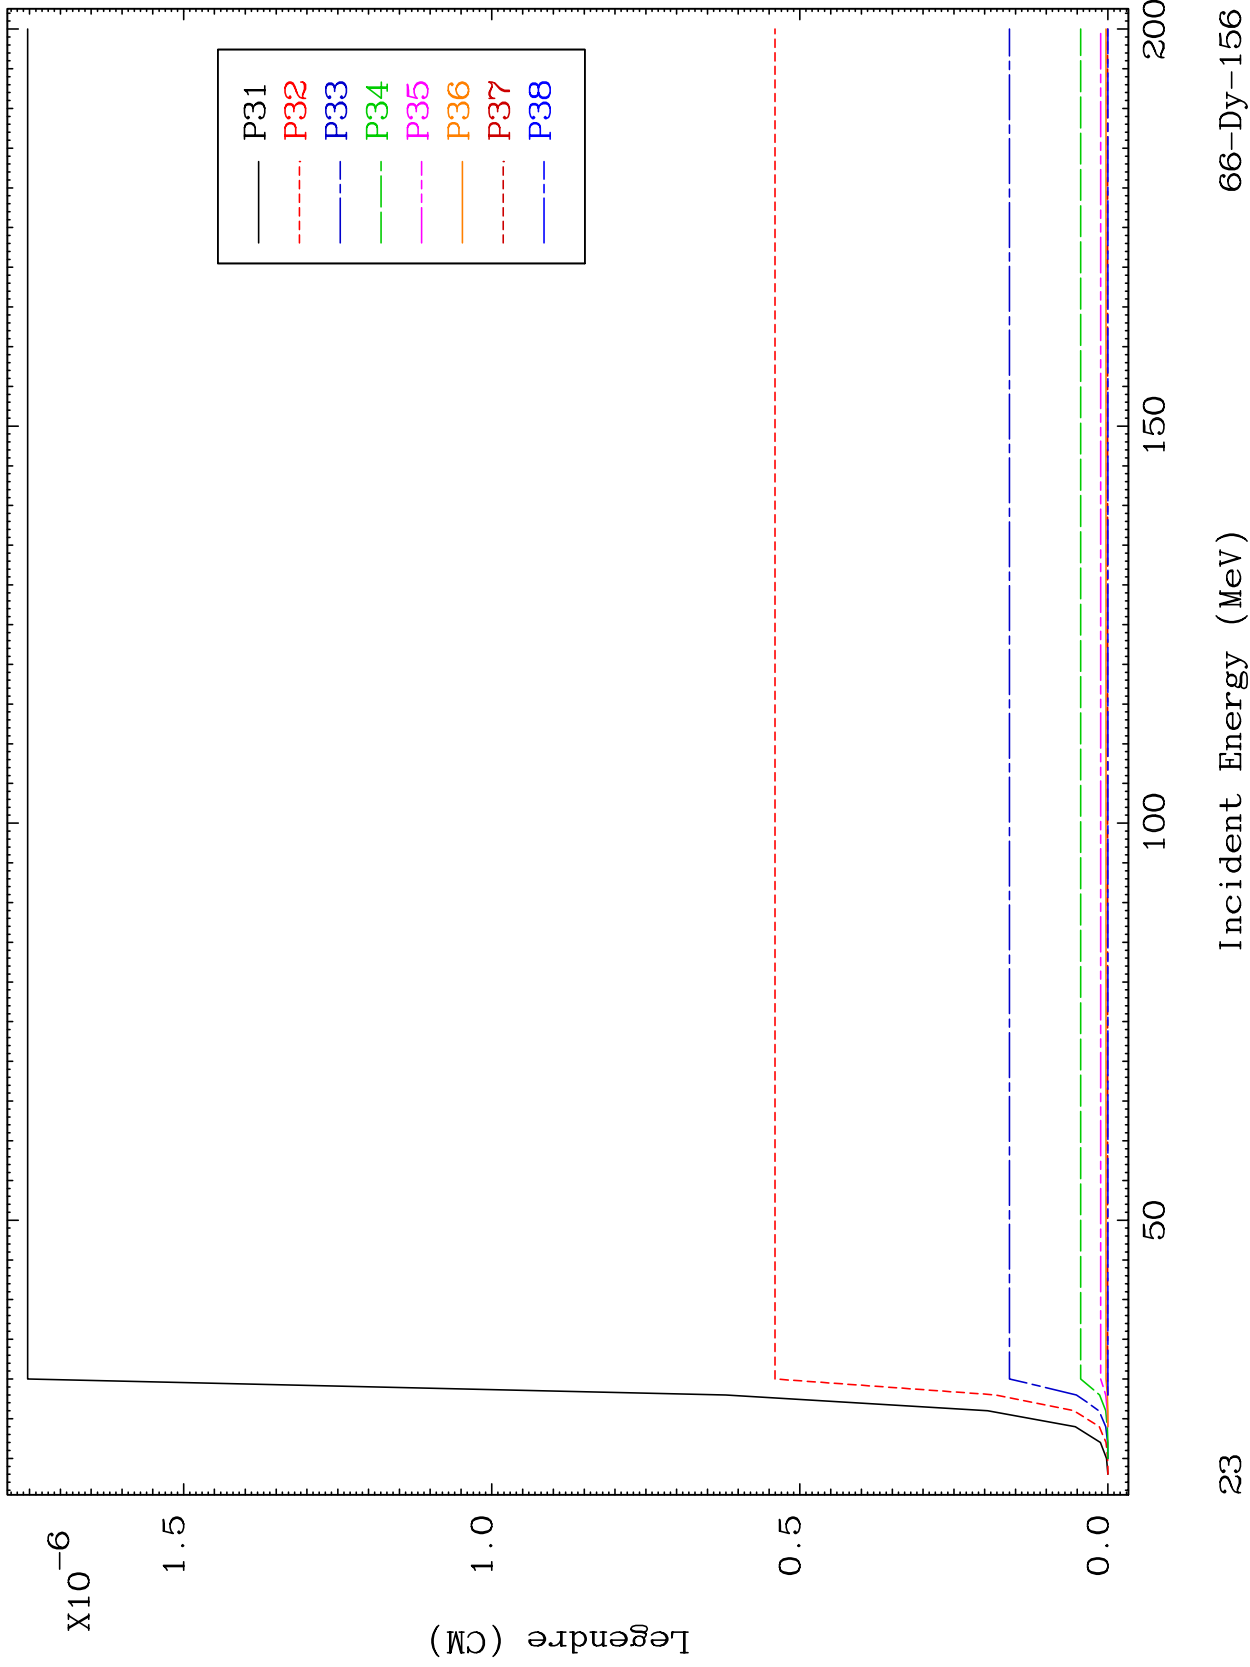 X10⁻⁶
1.5
1.0
0.5
0.0
Legendre (CM)
P31
P32
P33
P34
P35
P36
P37
P38
50
100
150
200
Incident Energy (MeV)
23
66-Dy-156